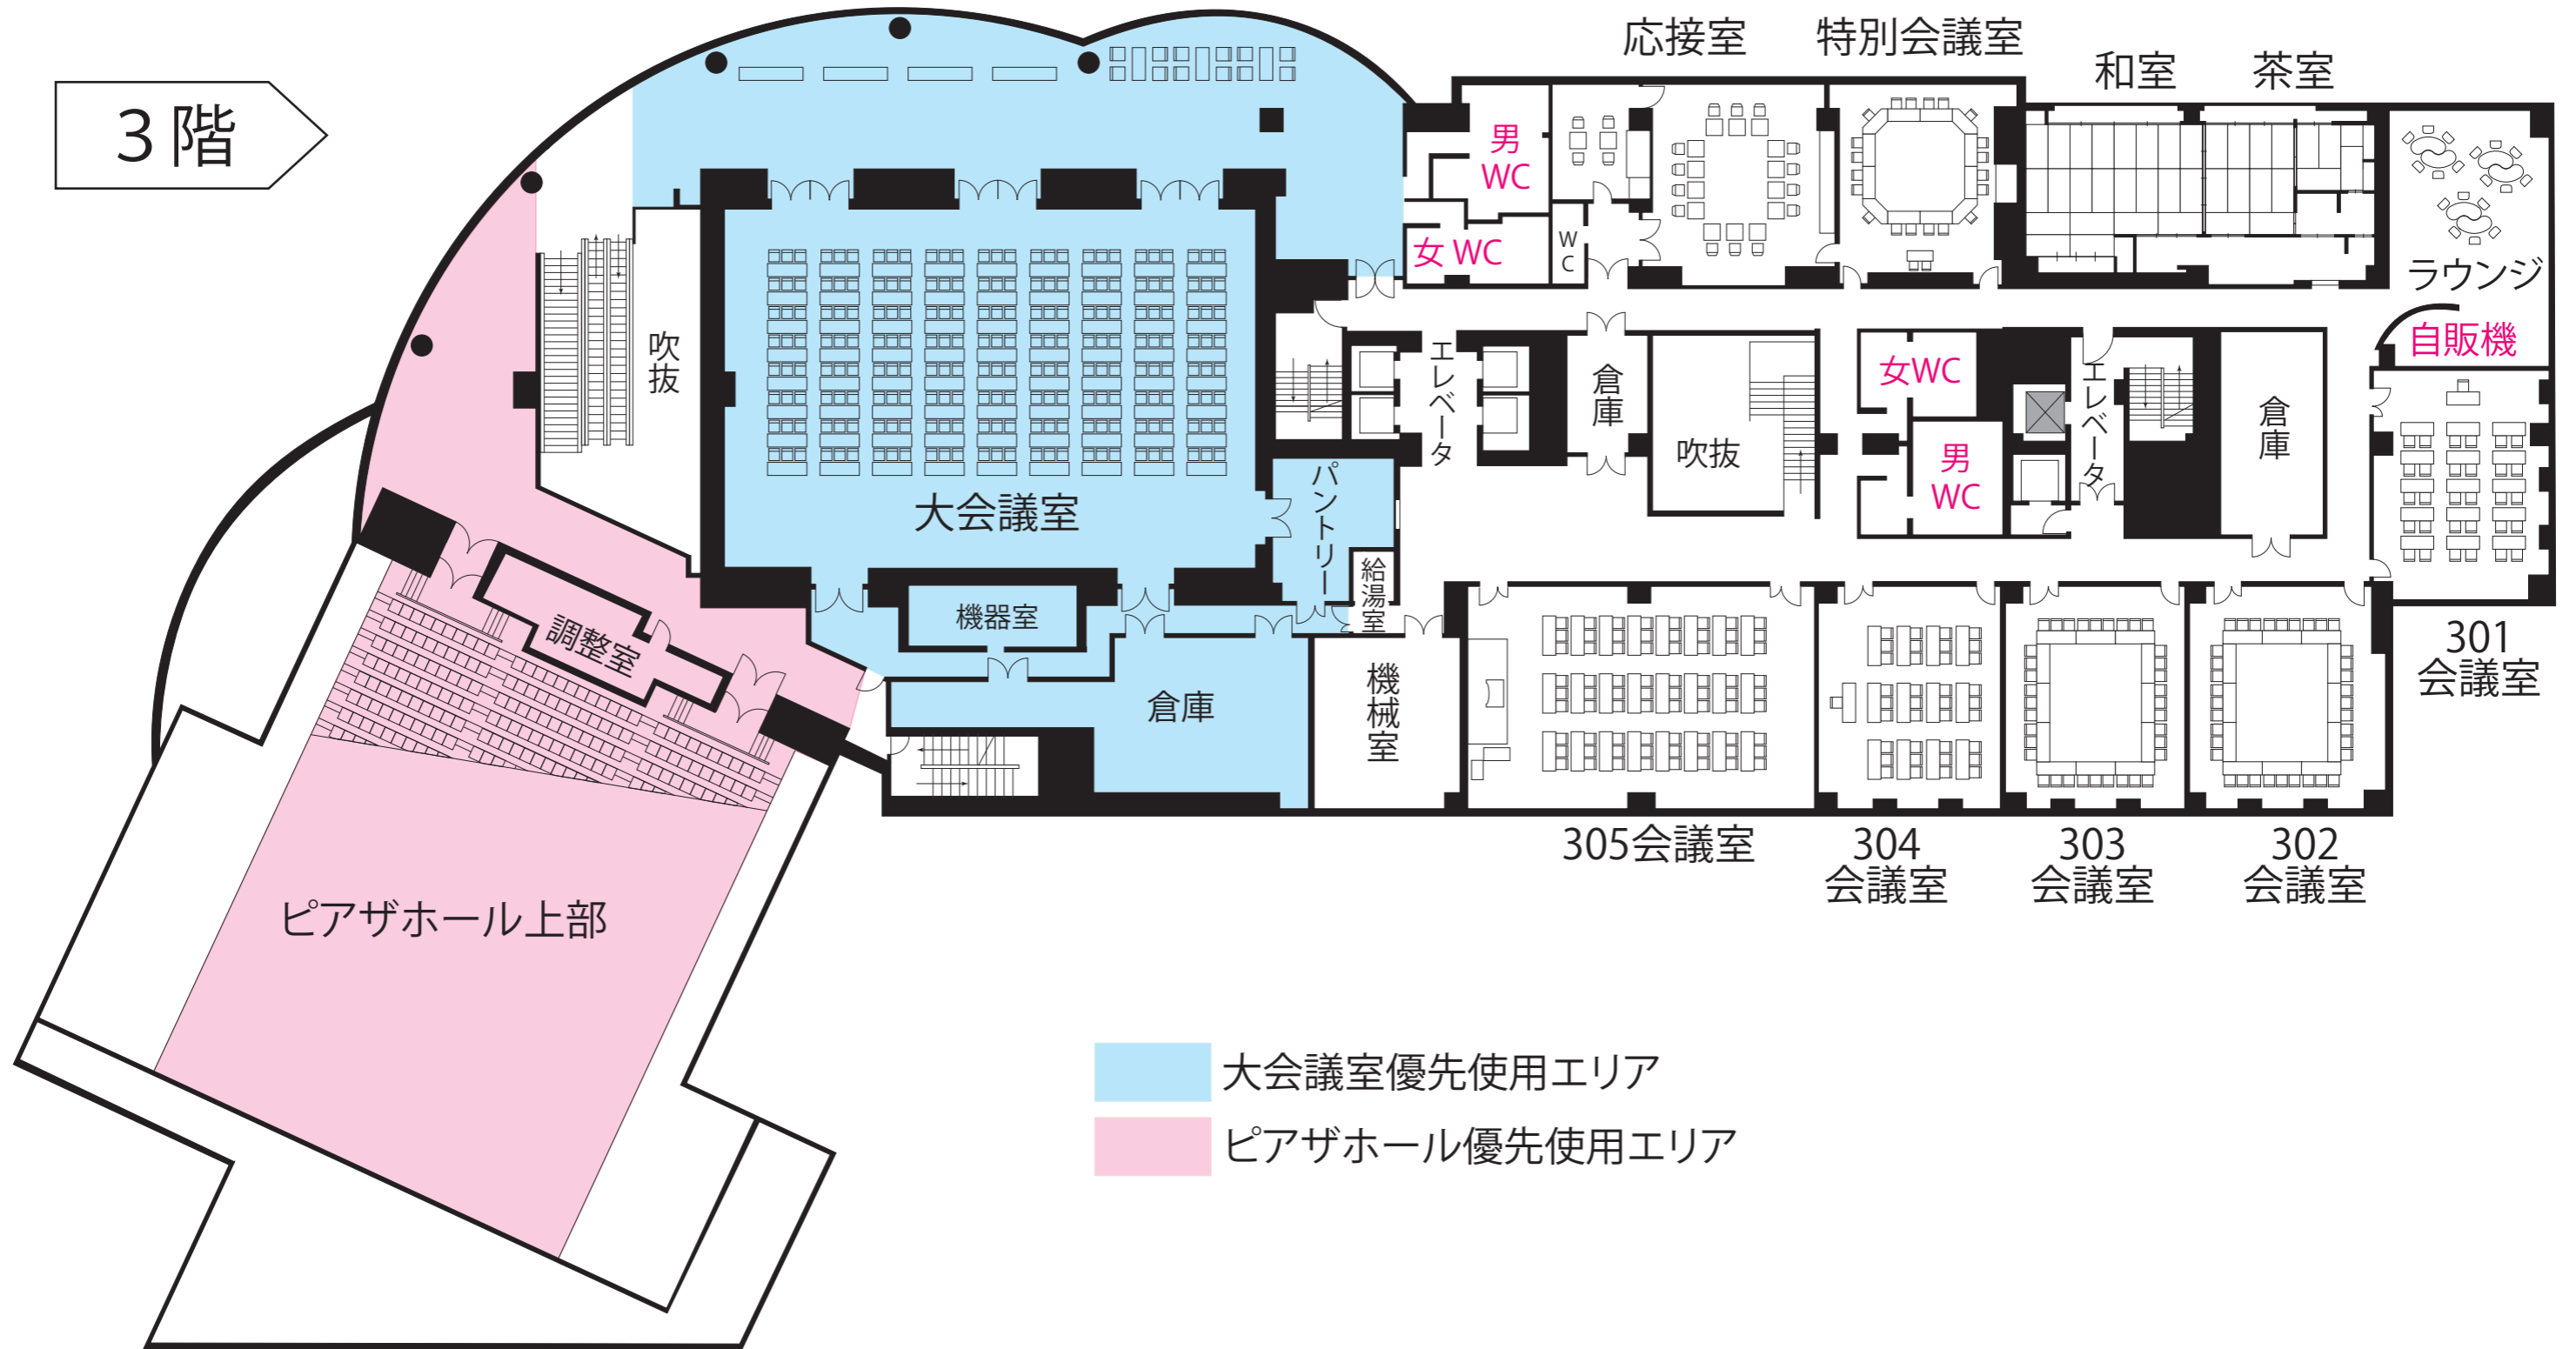 3階
応接室
特別会議室
和室
茶室
男
WC
女 WC
WC
ラウンジ
自販機
吹抜
エレベータ
倉庫
吹抜
女WC
男
WC
エレベータ
倉庫
大会議室
パントリー
給湯室
機器室
調整室
倉庫
機械室
301
会議室
305会議室
304
会議室
303
会議室
302
会議室
ピアザホール上部
大会議室優先使用エリア
ピアザホール優先使用エリア